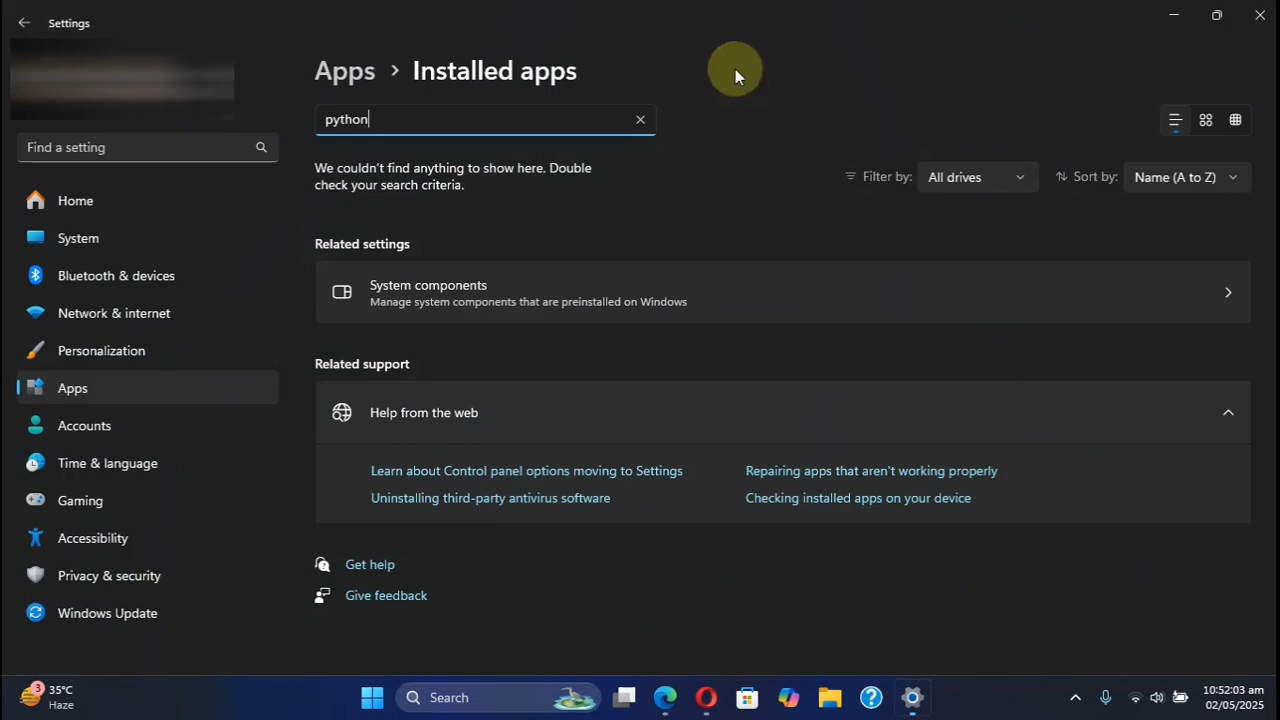 Settings
Apps > Installed apps
python
Find a setting
We couldn't find anything to show here. Double
check your search criteria.
Filter by: All drives
Sort by: Name (A to Z)
Home
System
Bluetooth & devices
Network & internet
Personalization
Apps
Accounts
Time & language
Gaming
Accessibility
Privacy & security
Windows Update
Related settings
System components
Manage system components that are preinstalled on Windows
Related support
Help from the web
Learn about Control panel options moving to Settings
Repairing apps that aren't working properly
Uninstalling third-party antivirus software
Checking installed apps on your device
Get help
Give feedback
3
35°C
Haze
Search
10:52:03 am
02/05/2025